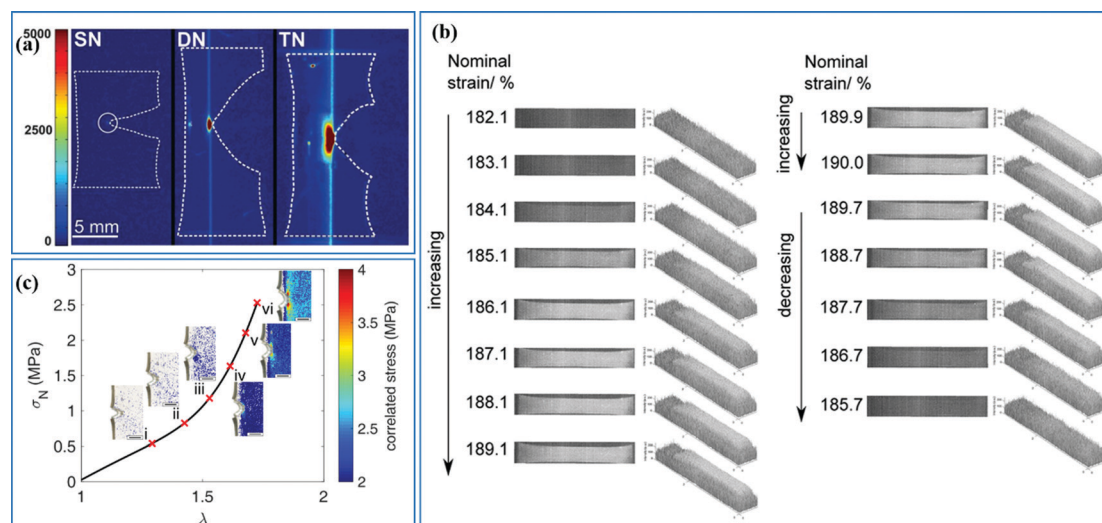 (a)
5000
2500
0
SN
DN
TN
5 mm
(b)
Nominal
strain/ %
increasing
182.1
183.1
184.1
185.1
186.1
187.1
188.1
189.1
Nominal
strain/ %
increasing
189.9
190.0
decreasing
189.7
188.7
187.7
186.7
185.7
(c)
σN (MPa)
3
2.5
2
1.5
1
0.5
0
1
1.5
2
λ
i
ii
iii
iv
v
vi
4
3.5
3
2.5
2
correlated stress (MPa)